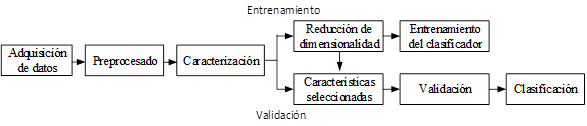 Entrenamiento
Adquisición
de datos
Preprocesado
Caracterización
Reducción de
dimensionalidad
Entrenamiento
del clasificador
Características
seleccionadas
Validación
Clasificación
Validación